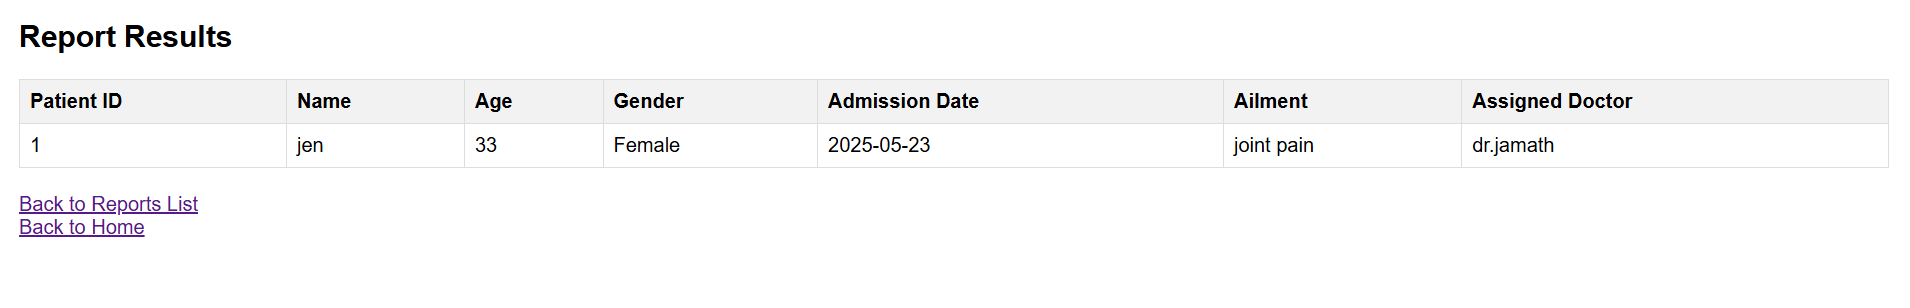 Report Results
Patient ID Name Age Gender Admission Date Ailment Assigned Doctor
1 jen 33 Female 2025-05-23 joint pain dr.jamath
Back to Reports List
Back to Home